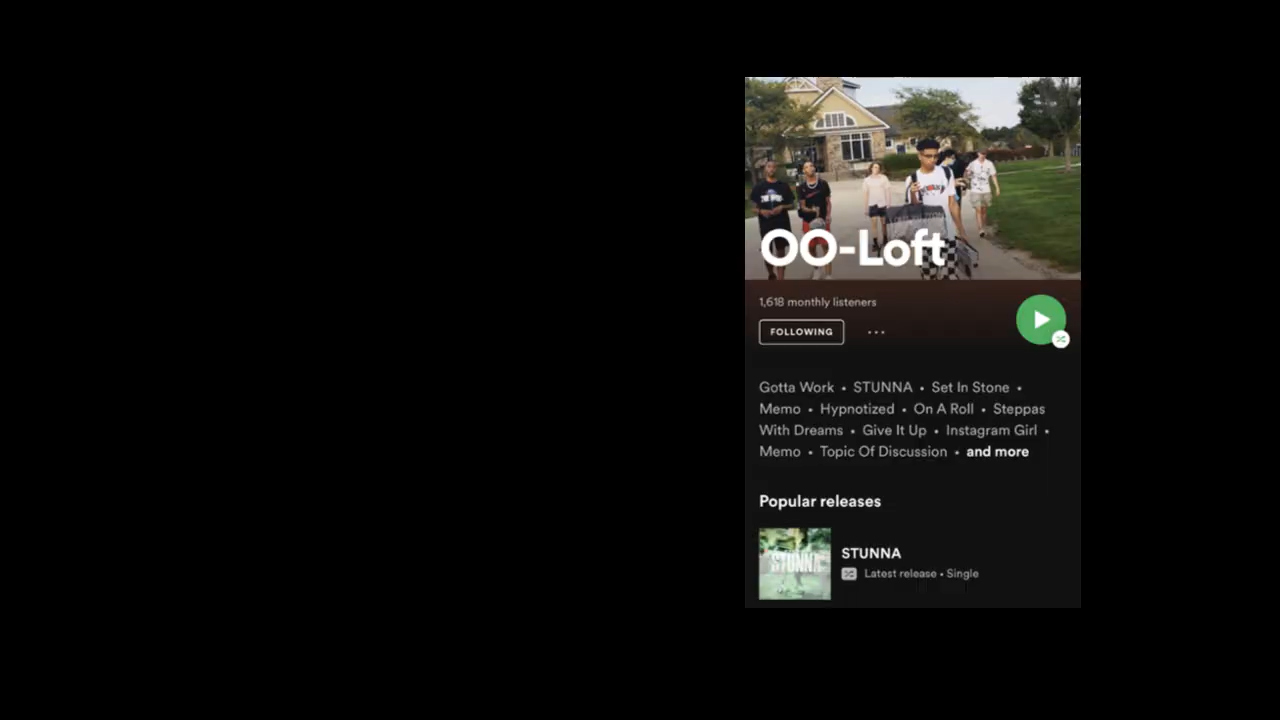 OO-Loft
1,618 monthly listeners
FOLLOWING
Gotta Work • STUNNA • Set In Stone •
Memo • Hypnotized • On A Roll • Steppas
With Dreams • Give It Up • Instagram Girl •
Memo • Topic Of Discussion • and more
Popular releases
STUNNA
STUNNA
Latest release • Single